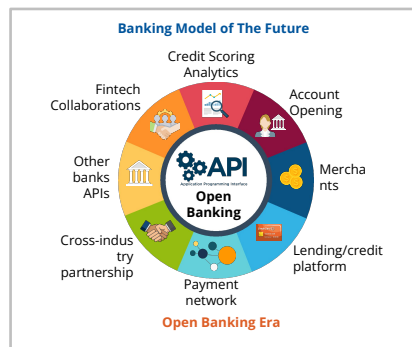 Banking Model of The Future
Credit Scoring
Analytics
Fintech
Collaborations
Account
Opening
Other
banks
APIs
API
Application Programming Interface
Open
Banking
Mercha
nts
Cross-indus
try
partnership
Lending/credit
platform
Payment
network
Open Banking Era